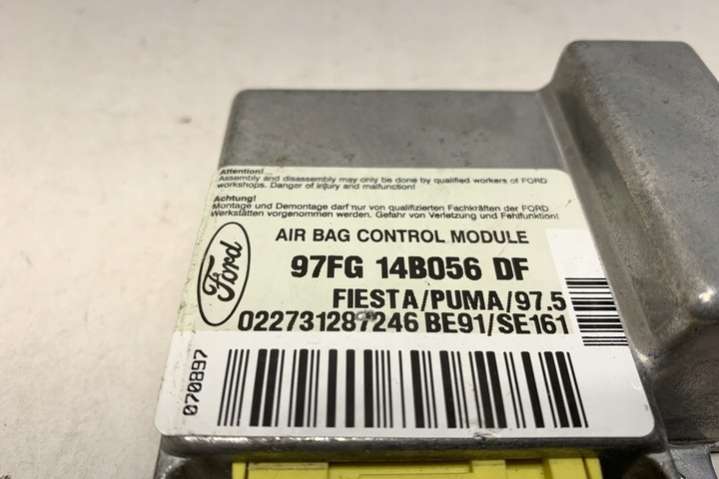 Attention!
Assembly and disassembly may only be done by qualified workers of FORD
workshops. Danger of injury and malfunction!
Achtung!
Montage und Demontage darf nur von qualifizierten Fachkräften der FORD
Werkstätten vorgenommen werden. Gefahr von Verletzung und Fehlfunktion!
AIR BAG CONTROL MODULE
Ford
97FG 14B056 DF
FIESTA/PUMA/97.5
022731287246 BE91/SE161
070897